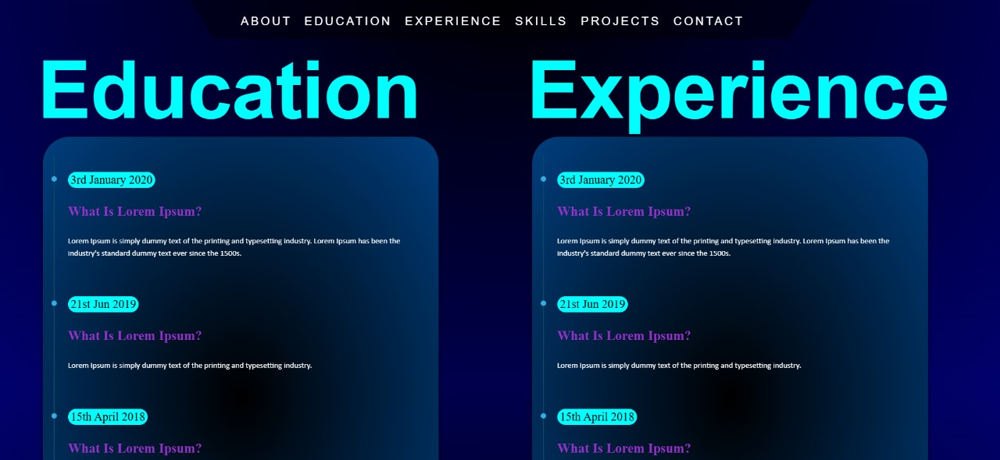 ABOUT EDUCATION EXPERIENCE SKILLS PROJECTS CONTACT
Education
3rd January 2020
What Is Lorem Ipsum?
Lorem Ipsum is simply dummy text of the printing and typesetting industry. Lorem Ipsum has been the
industry's standard dummy text ever since the 1500s.
21st Jun 2019
What Is Lorem Ipsum?
Lorem Ipsum is simply dummy text of the printing and typesetting industry.
15th April 2018
What Is Lorem Ipsum?
Experience
3rd January 2020
What Is Lorem Ipsum?
Lorem Ipsum is simply dummy text of the printing and typesetting industry. Lorem Ipsum has been the
industry's standard dummy text ever since the 1500s.
21st Jun 2019
What Is Lorem Ipsum?
Lorem Ipsum is simply dummy text of the printing and typesetting industry.
15th April 2018
What Is Lorem Ipsum?